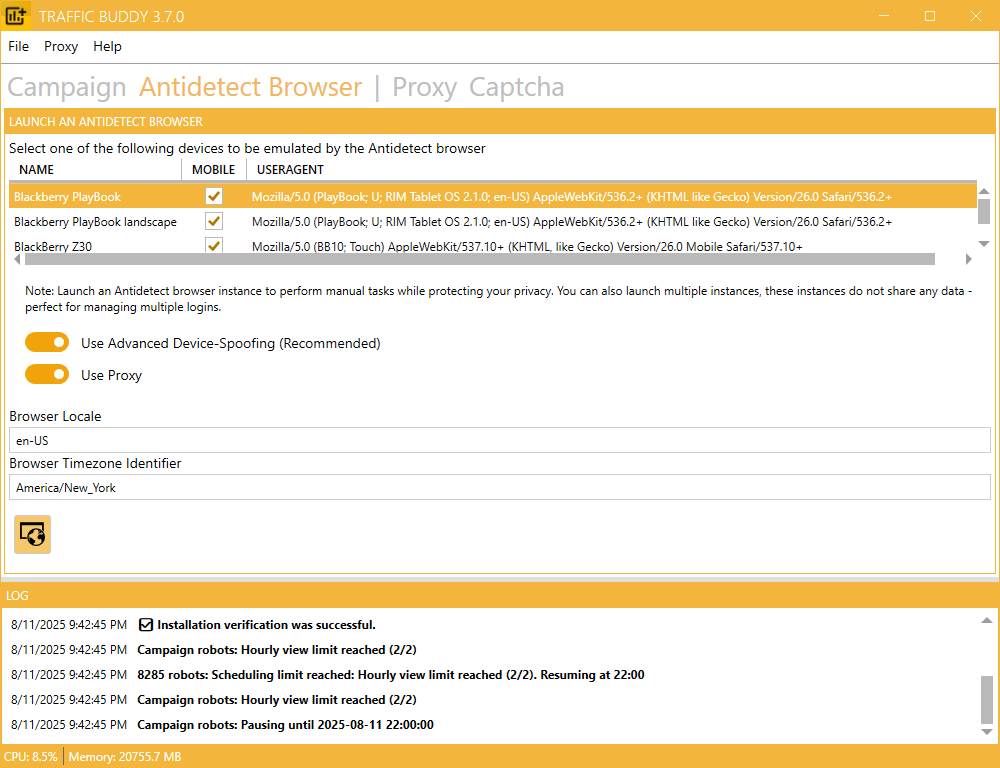 TRAFFIC BUDDY 3.7.0
File Proxy Help
Campaign Antidetect Browser | Proxy Captcha
LAUNCH AN ANTIDETECT BROWSER
Select one of the following devices to be emulated by the Antidetect browser
NAME MOBILE USERAGENT
Blackberry PlayBook Mozilla/5.0 (PlayBook; U; RIM Tablet OS 2.1.0; en-US) AppleWebKit/536.2+ (KHTML like Gecko) Version/26.0 Safari/536.2+
Blackberry PlayBook landscape Mozilla/5.0 (PlayBook; U; RIM Tablet OS 2.1.0; en-US) AppleWebKit/536.2+ (KHTML like Gecko) Version/26.0 Safari/536.2+
BlackBerry Z30 Mozilla/5.0 (BB10; Touch) AppleWebKit/537.10+ (KHTML, like Gecko) Version/26.0 Mobile Safari/537.10+
Note: Launch an Antidetect browser instance to perform manual tasks while protecting your privacy. You can also launch multiple instances, these instances do not share any data -
perfect for managing multiple logins.
Use Advanced Device-Spoofing (Recommended)
Use Proxy
Browser Locale
en-US
Browser Timezone Identifier
America/New_York
LOG
8/11/2025 9:42:45 PM Installation verification was successful.
8/11/2025 9:42:45 PM Campaign robots: Hourly view limit reached (2/2)
8/11/2025 9:42:45 PM 8285 robots: Scheduling limit reached: Hourly view limit reached (2/2). Resuming at 22:00
8/11/2025 9:42:45 PM Campaign robots: Hourly view limit reached (2/2)
8/11/2025 9:42:45 PM Campaign robots: Pausing until 2025-08-11 22:00:00
CPU: 8.5% Memory: 20755.7 MB